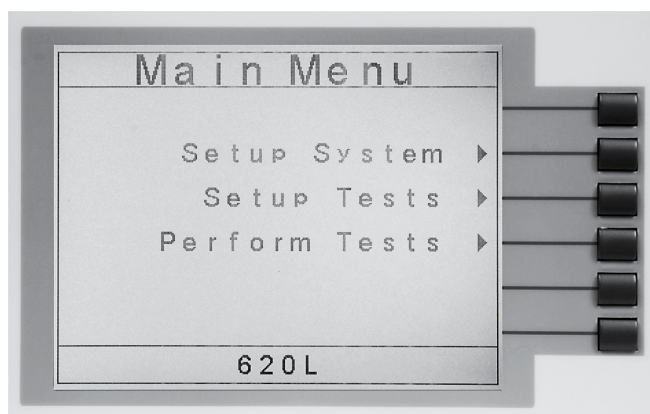 Main Menu
Setup System
Setup Tests
Perform Tests
620L